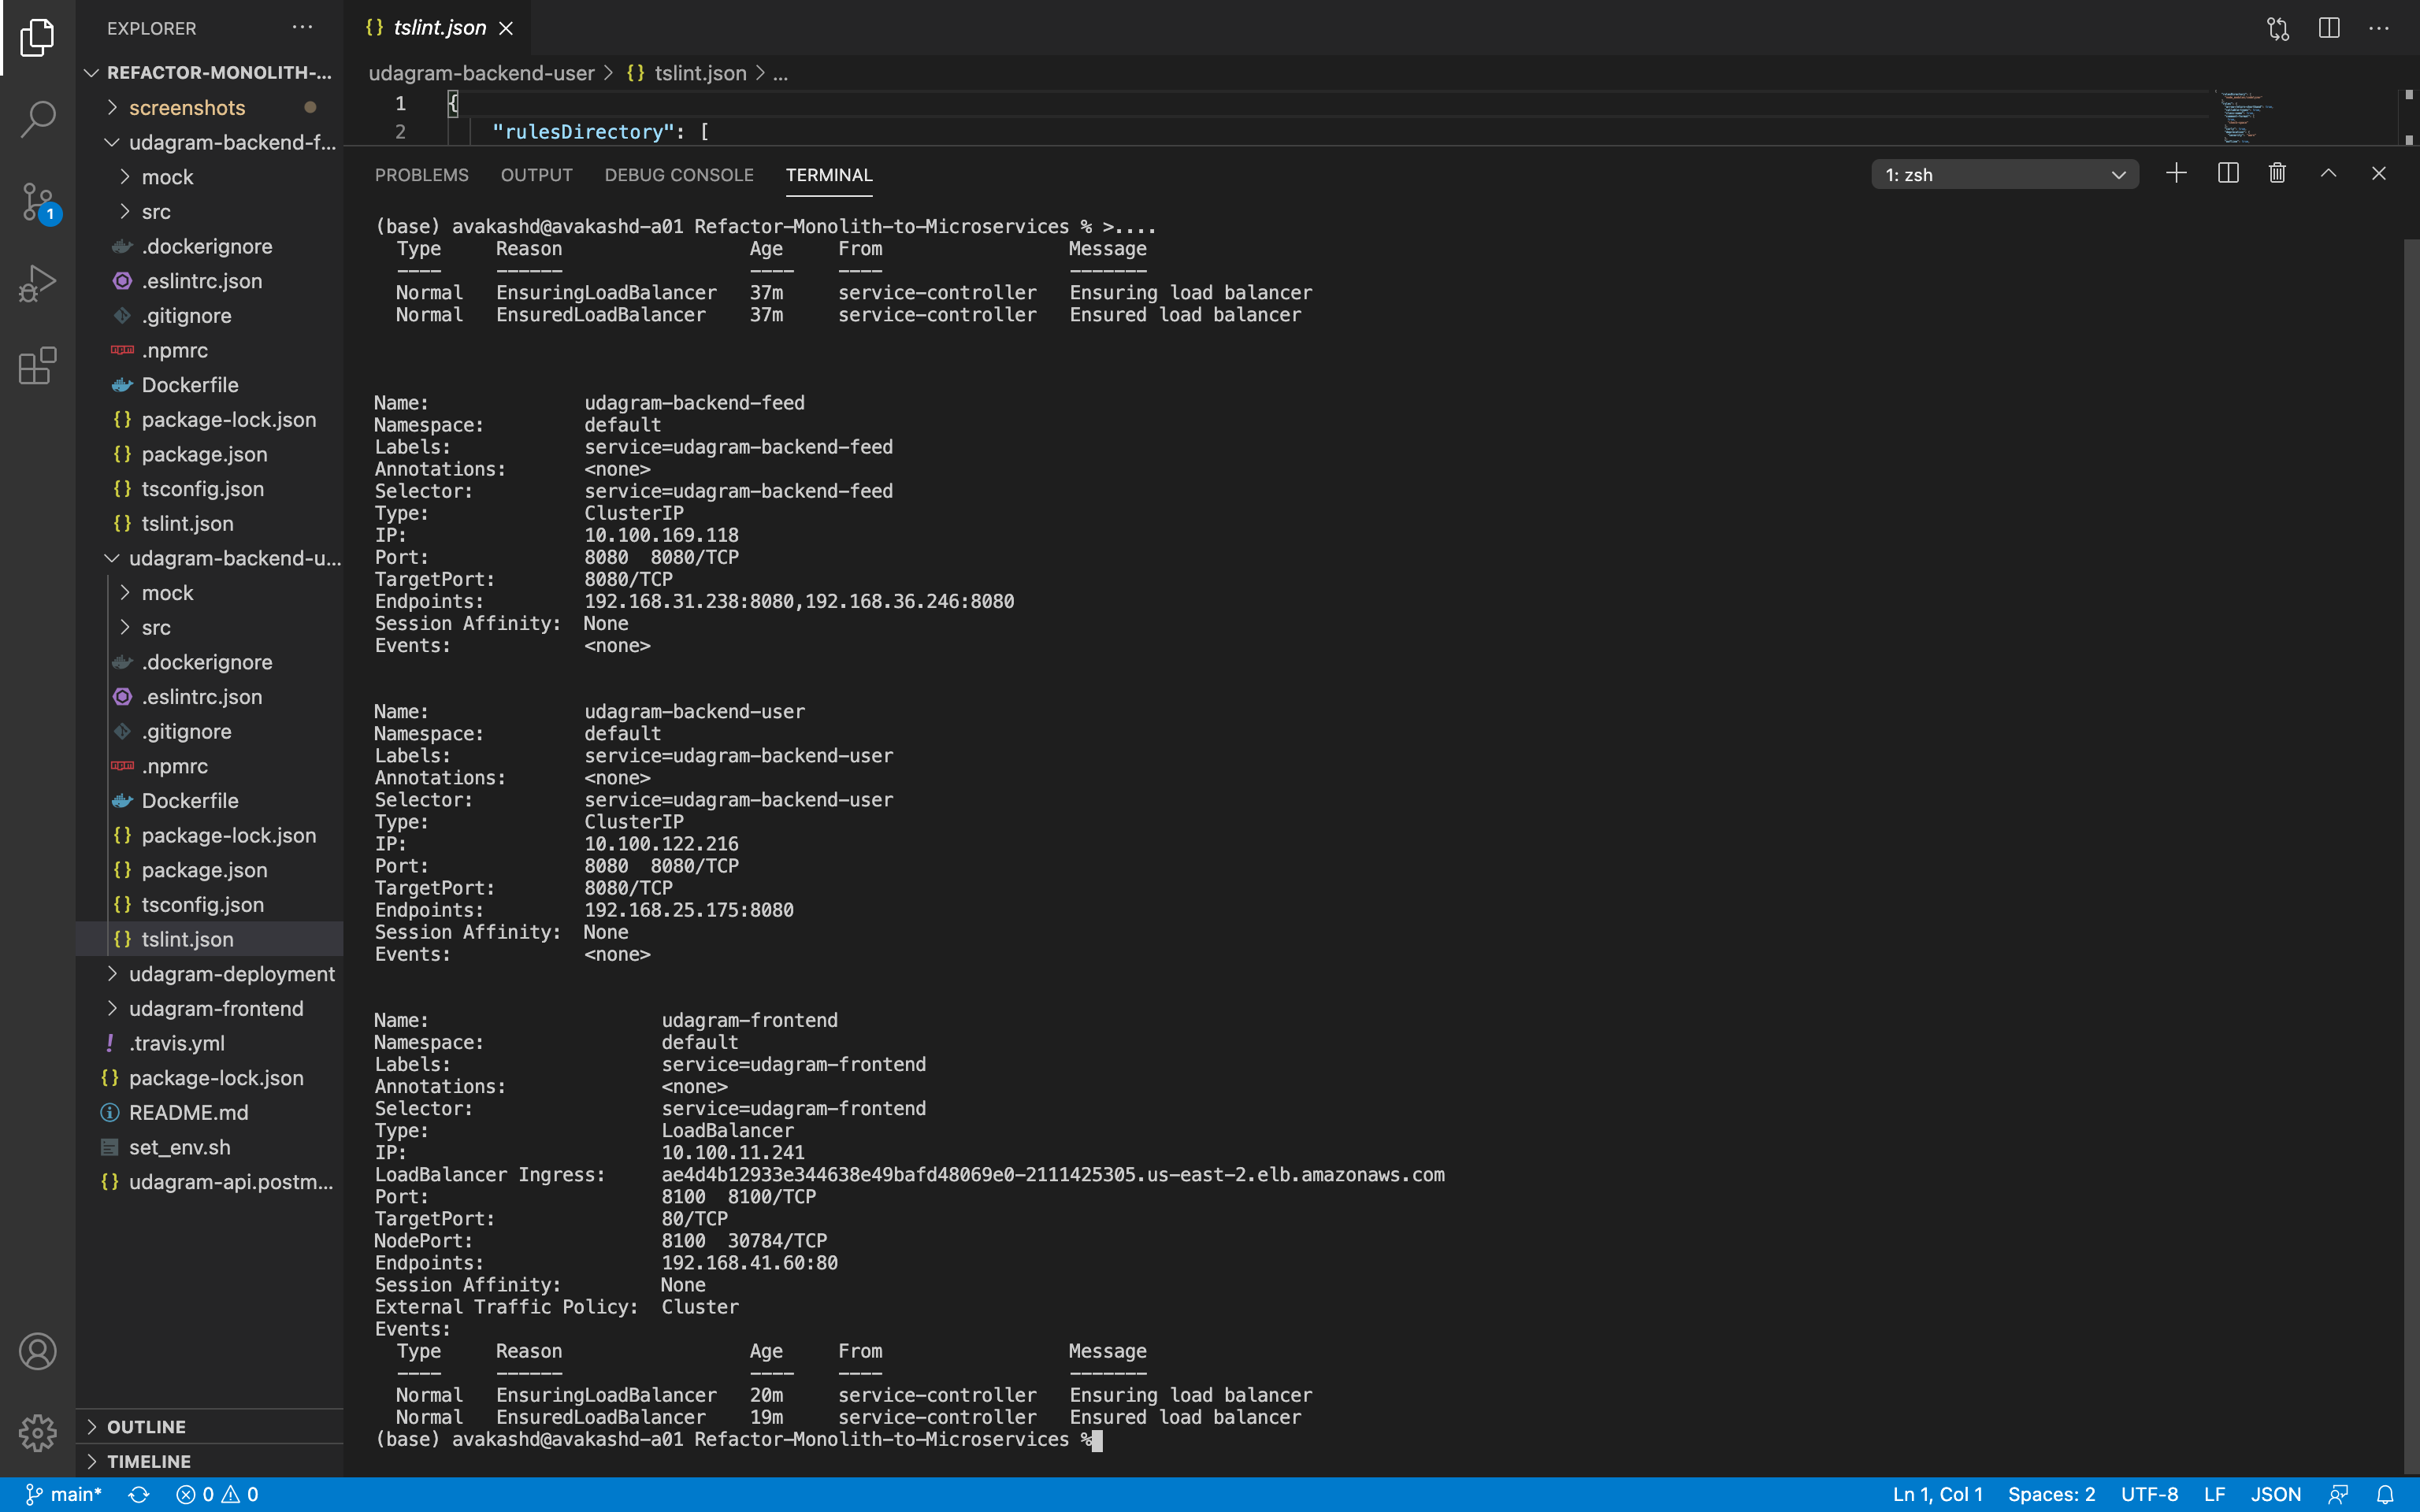 EXPLORER
REFACTOR-MONOLITH-...
screenshots
udagram-backend-f...
mock
src
.dockerignore
.eslintrc.json
.gitignore
.npmrc
Dockerfile
package-lock.json
package.json
tsconfig.json
tslint.json
udagram-backend-u...
mock
src
.dockerignore
.eslintrc.json
.gitignore
.npmrc
Dockerfile
package-lock.json
package.json
tsconfig.json
tslint.json
udagram-deployment
udagram-frontend
.travis.yml
package-lock.json
README.md
set_env.sh
udagram-api.postm...
OUTLINE
TIMELINE
1
{} tslint.json
udagram-backend-user > {} tslint.json > ...
1 {
2 "rulesDirectory": [
PROBLEMS OUTPUT DEBUG CONSOLE TERMINAL 1: zsh
(base) avakashd@avakashd-a01 Refactor-Monolith-to-Microservices % >....
Type Reason Age From Message
---- ------ ---- ---- -------
Normal EnsuringLoadBalancer 37m service-controller Ensuring load balancer
Normal EnsuredLoadBalancer 37m service-controller Ensured load balancer
Name: udagram-backend-feed
Namespace: default
Labels: service=udagram-backend-feed
Annotations: <none>
Selector: service=udagram-backend-feed
Type: ClusterIP
IP: 10.100.169.118
Port: 8080 8080/TCP
TargetPort: 8080/TCP
Endpoints: 192.168.31.238:8080,192.168.36.246:8080
Session Affinity: None
Events: <none>
Name: udagram-backend-user
Namespace: default
Labels: service=udagram-backend-user
Annotations: <none>
Selector: service=udagram-backend-user
Type: ClusterIP
IP: 10.100.122.216
Port: 8080 8080/TCP
TargetPort: 8080/TCP
Endpoints: 192.168.25.175:8080
Session Affinity: None
Events: <none>
Name: udagram-frontend
Namespace: default
Labels: service=udagram-frontend
Annotations: <none>
Selector: service=udagram-frontend
Type: LoadBalancer
IP: 10.100.11.241
LoadBalancer Ingress: ae4d4b12933e344638e49bafd48069e0-2111425305.us-east-2.elb.amazonaws.com
Port: 8100 8100/TCP
TargetPort: 80/TCP
NodePort: 8100 30784/TCP
Endpoints: 192.168.41.60:80
Session Affinity: None
External Traffic Policy: Cluster
Events:
Type Reason Age From Message
---- ------ ---- ---- -------
Normal EnsuringLoadBalancer 20m service-controller Ensuring load balancer
Normal EnsuredLoadBalancer 19m service-controller Ensured load balancer
(base) avakashd@avakashd-a01 Refactor-Monolith-to-Microservices %
main* 0 0 Ln 1, Col 1 Spaces: 2 UTF-8 LF JSON